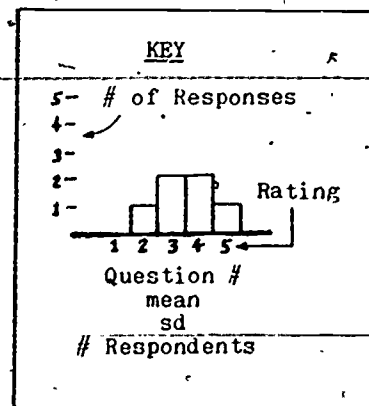 KEY
5- # of Responses
4-
3-
2-
1- Rating
1 2 3 4 5
Question #
mean
sd
# Respondents